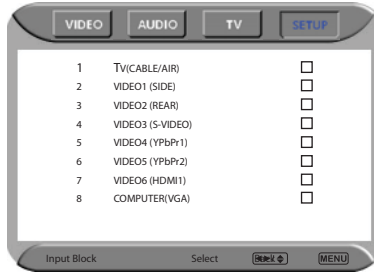 VIDEO AUDIO TV SETUP
1 TV(CABLE/AIR)
2 VIDEO1 (SIDE)
3 VIDEO2 (REAR)
4 VIDEO3 (S-VIDEO)
5 VIDEO4 (YPbPr1)
6 VIDEO5 (YPbPr2)
7 VIDEO6 (HDMI1)
8 COMPUTER(VGA)
Input Block Select MENU